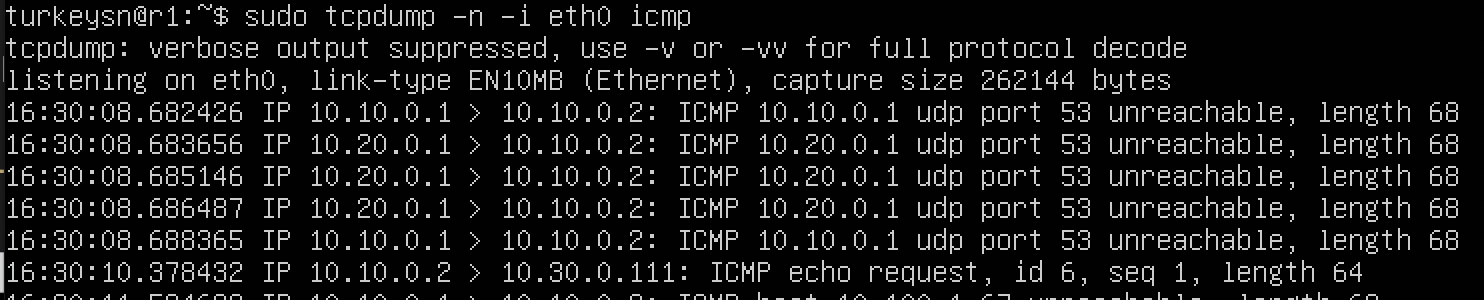 turkeysn@r1:~$ sudo tcpdump -n -i eth0 icmp
tcpdump: verbose output suppressed, use -v or -vv for full protocol decode
listening on eth0, link-type EN10MB (Ethernet), capture size 262144 bytes
16:30:08.682426 IP 10.10.0.1 > 10.10.0.2: ICMP 10.10.0.1 udp port 53 unreachable, length 68
16:30:08.683656 IP 10.20.0.1 > 10.10.0.2: ICMP 10.20.0.1 udp port 53 unreachable, length 68
16:30:08.685146 IP 10.20.0.1 > 10.10.0.2: ICMP 10.20.0.1 udp port 53 unreachable, length 68
16:30:08.686487 IP 10.20.0.1 > 10.10.0.2: ICMP 10.20.0.1 udp port 53 unreachable, length 68
16:30:08.688365 IP 10.10.0.1 > 10.10.0.2: ICMP 10.10.0.1 udp port 53 unreachable, length 68
16:30:10.378432 IP 10.10.0.2 > 10.30.0.111: ICMP echo request, id 6, seq 1, length 64